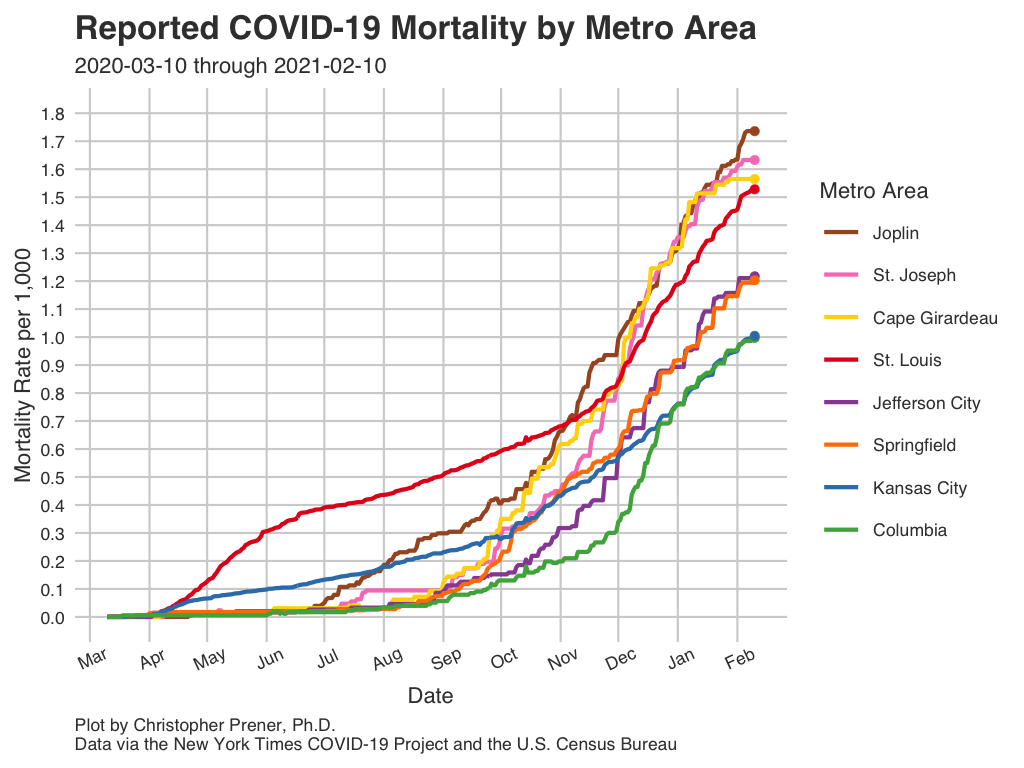 Reported COVID-19 Mortality by Metro Area
2020-03-10 through 2021-02-10
Mortality Rate per 1,000
1.8
1.7
1.6
1.5
1.4
1.3
1.2
1.1
1.0
0.9
0.8
0.7
0.6
0.5
0.4
0.3
0.2
0.1
0.0
Mar
Apr
May
Jun
Jul
Aug
Sep
Oct
Nov
Dec
Jan
Feb
Date
Metro Area
Joplin
St. Joseph
Cape Girardeau
St. Louis
Jefferson City
Springfield
Kansas City
Columbia
Plot by Christopher Prener, Ph.D.
Data via the New York Times COVID-19 Project and the U.S. Census Bureau